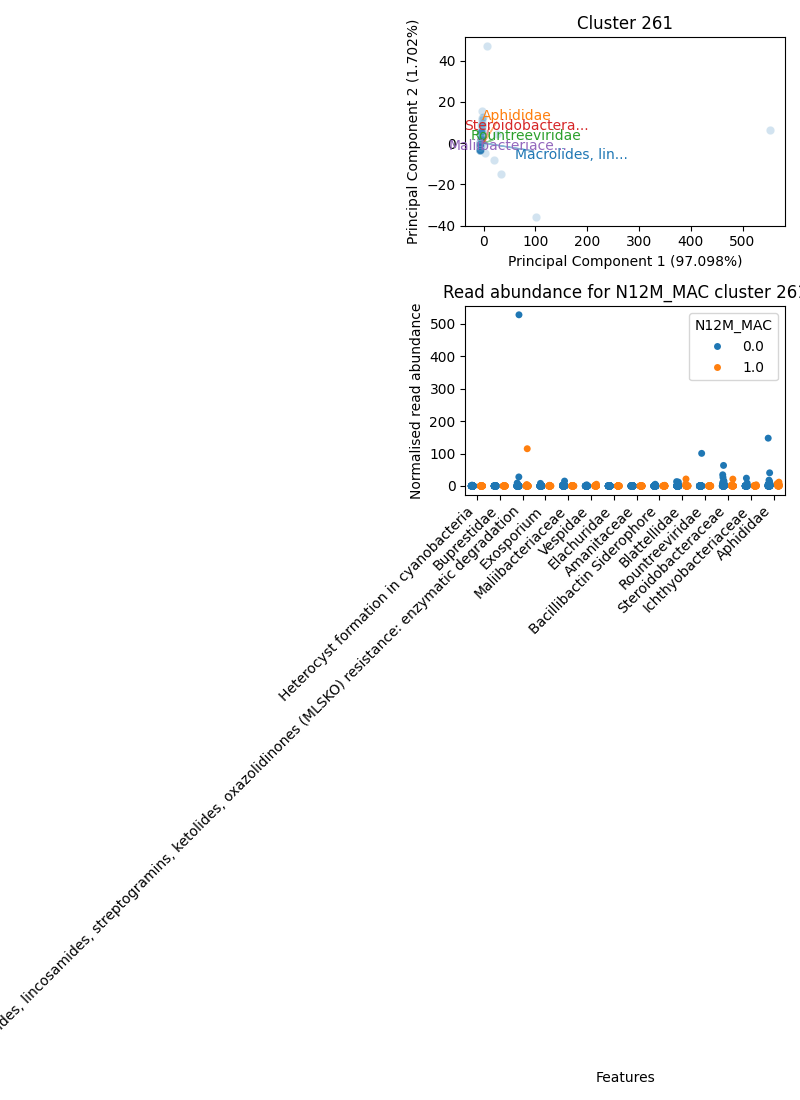 Cluster 261
Principal Component 2 (1.702%)
40
20
0
−20
−40
Aphididae
Steroidobactera...
Rountreeviridae
Maliibacteriace...
Macrolides, lin...
0
100
200
300
400
500
Principal Component 1 (97.098%)
Read abundance for N12M_MAC cluster 261
Normalised read abundance
500
400
300
200
100
0
N12M_MAC
0.0
1.0
Heterocyst formation in cyanobacteria
Buprestidae
ides, lincosamides, streptogramins, ketolides, oxazolidinones (MLSKO) resistance: enzymatic degradation
Exosporium
Maliibacteriaceae
Vespidae
Elachuridae
Amanitaceae
Bacillibactin Siderophore
Blattellidae
Rountreeviridae
Steroidobacteraceae
Ichthyobacteriaceae
Aphididae
Features